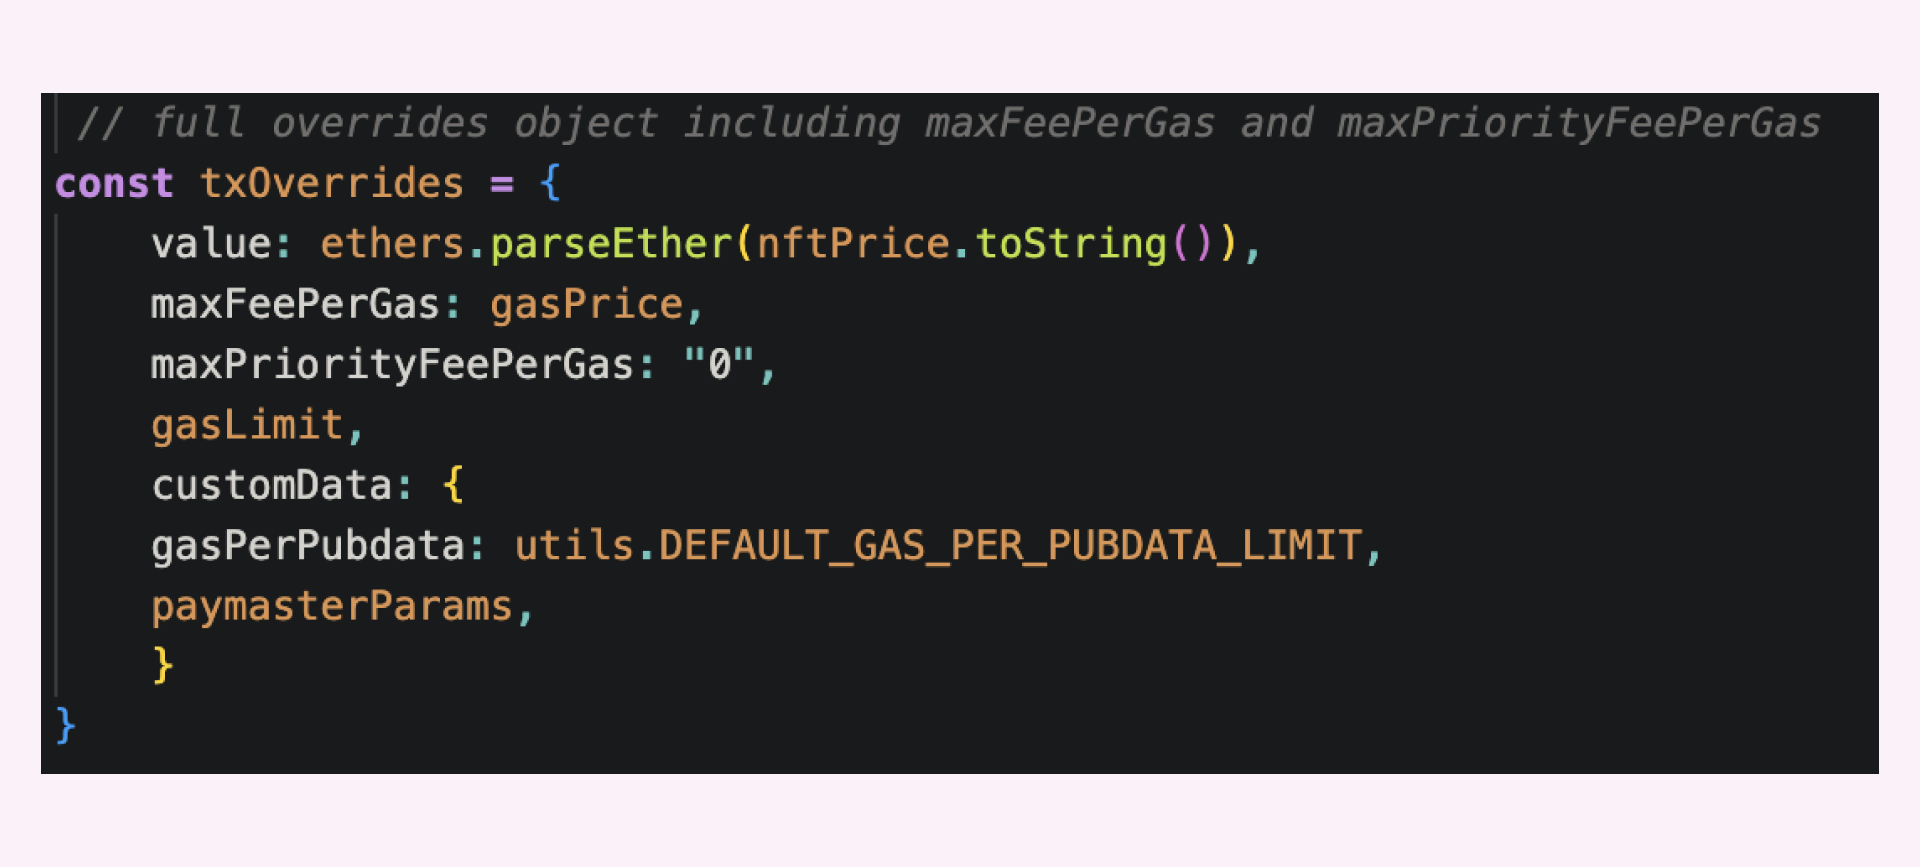 // full overrides object including maxFeePerGas and maxPriorityFeePerGas
const txOverrides = {
value: ethers.parseEther(nftPrice.toString()),
maxFeePerGas: gasPrice,
maxPriorityFeePerGas: "0",
gasLimit,
customData: {
gasPerPubdata: utils.DEFAULT_GAS_PER_PUBDATA_LIMIT,
paymasterParams,
}
}